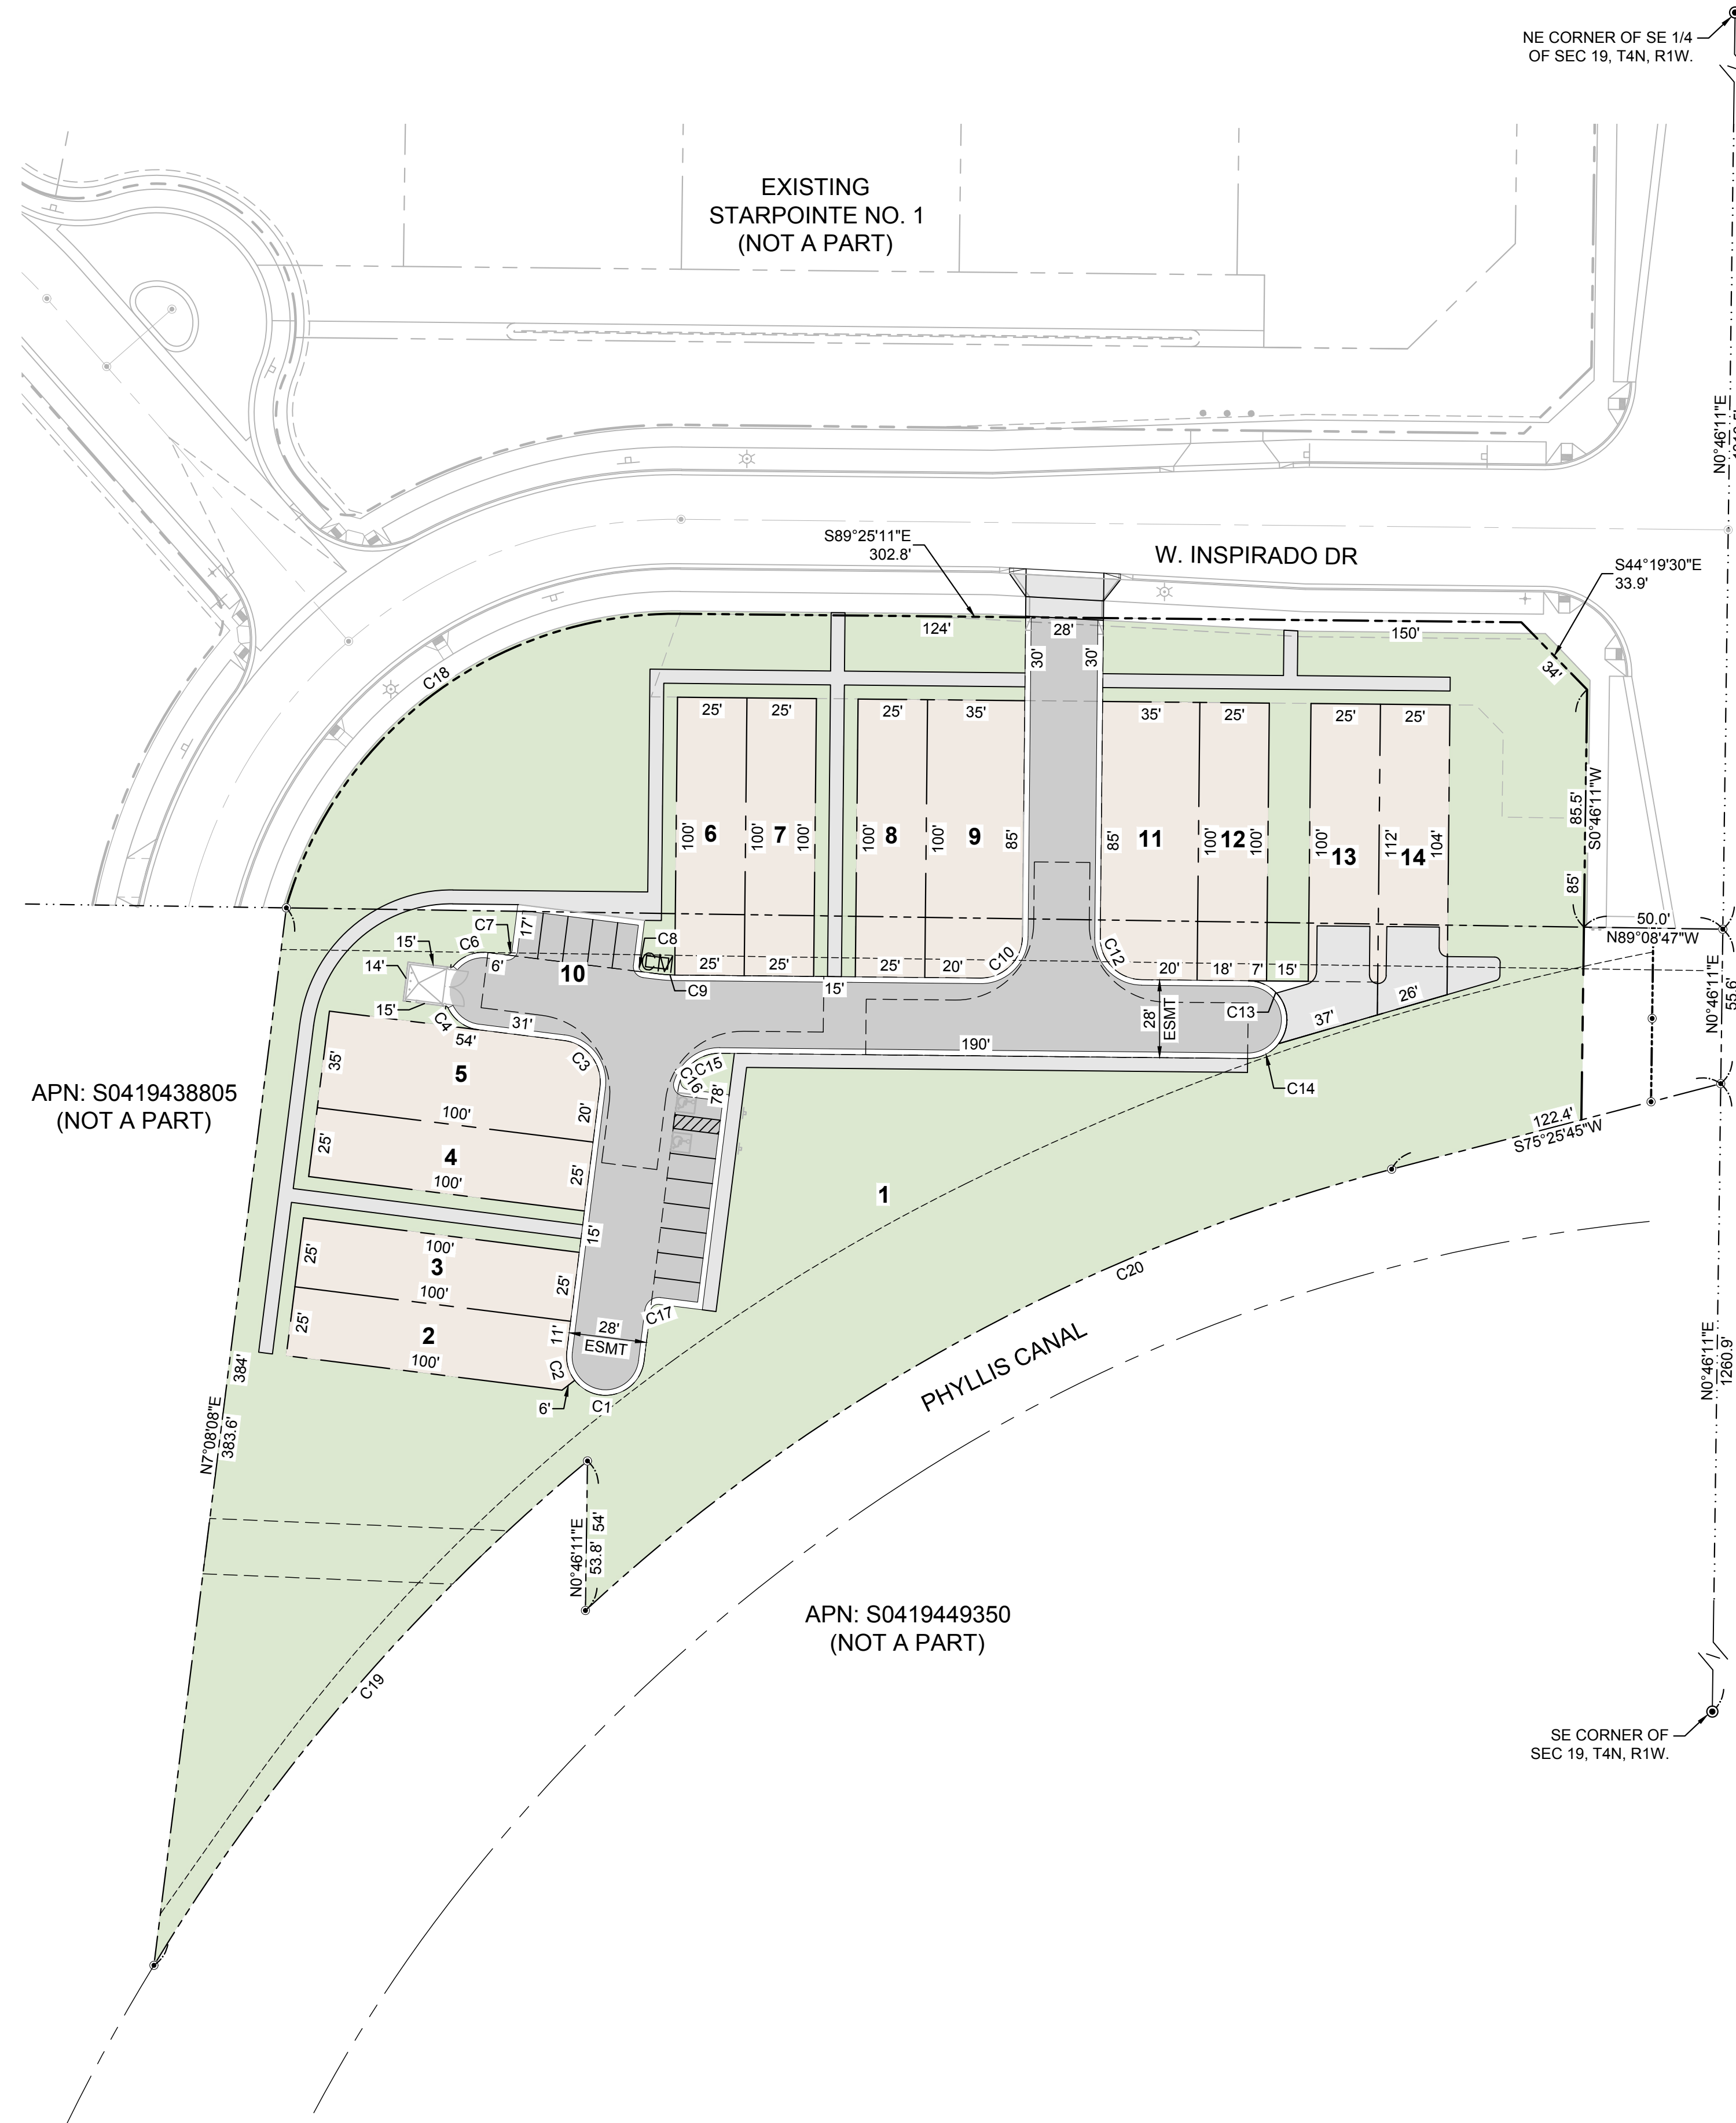 NE CORNER OF SE 1/4
OF SEC 19, T4N, R1W.
EXISTING
STARPOINTE NO. 1
(NOT A PART)
N0°46'11"E
S89°25'11"E
302.8'
W. INSPIRADO DR
S44°19'30"E
33.9'
124'
28'
150'
30'
30'
34'
C18
25'
25'
25'
35'
35'
25'
25'
25'
85.5'
S0°46'11"W
100'
6
100'
7
100'
100'
8
100'
9
85'
85'
11
100'
12
100'
100'
13
112'
14
104'
85'
50.0'
N89°08'47"W
C7
17'
C8
C6
15'
6'
10
CV
14'
C9
25'
25'
15'
25'
20'
C10
C12
20'
18'
7'
15'
26'
37'
C13
28'
ESMT
N0°46'11"E
55.6'
15'
C4
31'
54'
C3
190'
C15
C16
C14
78'
35'
5
20'
100'
APN: S0419438805
(NOT A PART)
122.4'
S75°25'45"W
25'
4
100'
25'
1
15'
25'
100'
3
100'
25'
C20
25'
2
100'
11'
28'
ESMT
C17
C2
6'
C1
384'
N7°08'08"E
383.6'
PHYLLIS CANAL
N0°46'11"E
1260.9'
N0°46'11"E
53.8'
54'
APN: S0419449350
(NOT A PART)
C19
SE CORNER OF
SEC 19, T4N, R1W.